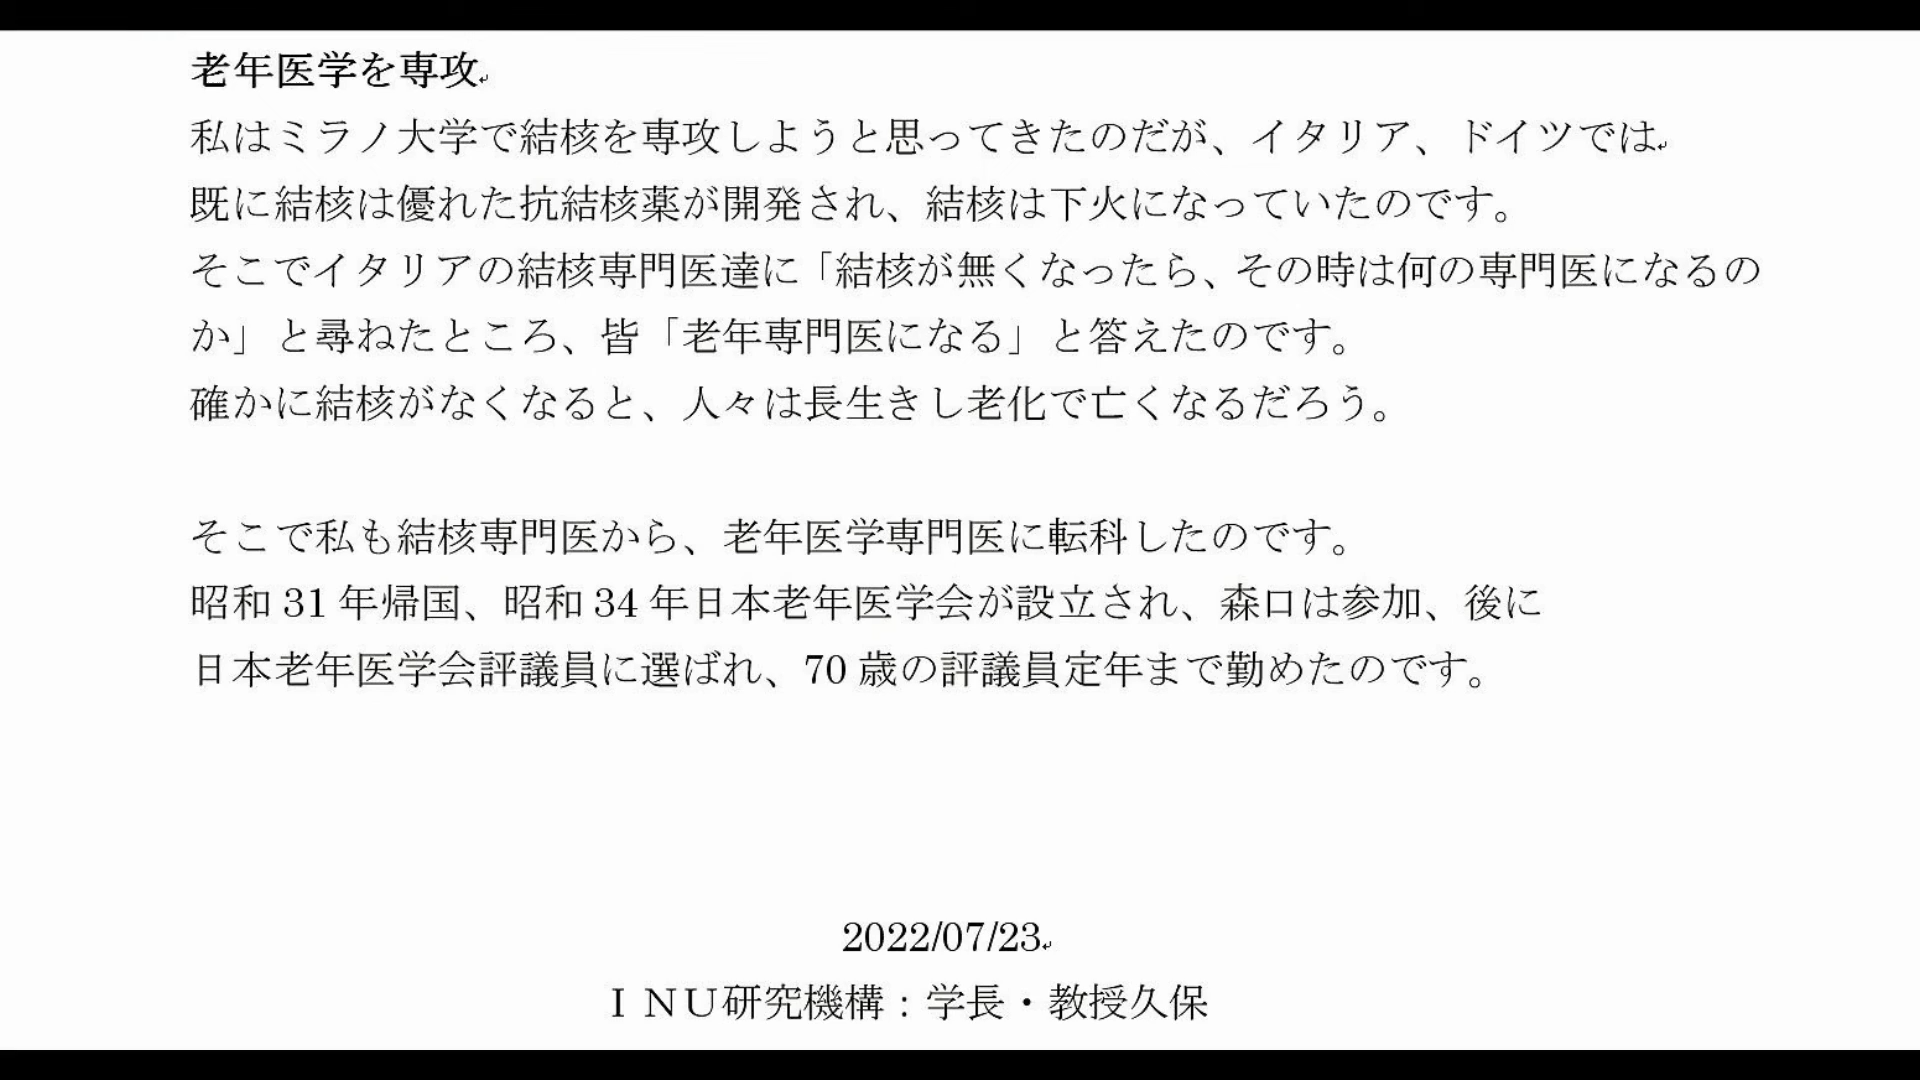 老年医学を専攻
私はミラノ大学で結核を専攻しようと思ってきたのだが、イタリア、ドイツでは
既に結核は優れた抗結核薬が開発され、結核は下火になっていたのです。
そこでイタリアの結核専門医達に「結核が無くなったら、その時は何の専門医になるの
か」と尋ねたところ、皆「老年専門医になる」と答えたのです。
確かに結核がなくなると、人々は長生きし老化で亡くなるだろう。
そこで私も結核専門医から、老年医学専門医に転科したのです。
昭和 31 年帰国、昭和 34 年日本老年医学会が設立され、森口は参加、後に
日本老年医学会評議員に選ばれ、70 歳の評議員定年まで勤めたのです。
2022/07/23
ＩＮＵ研究機構：学長・教授久保